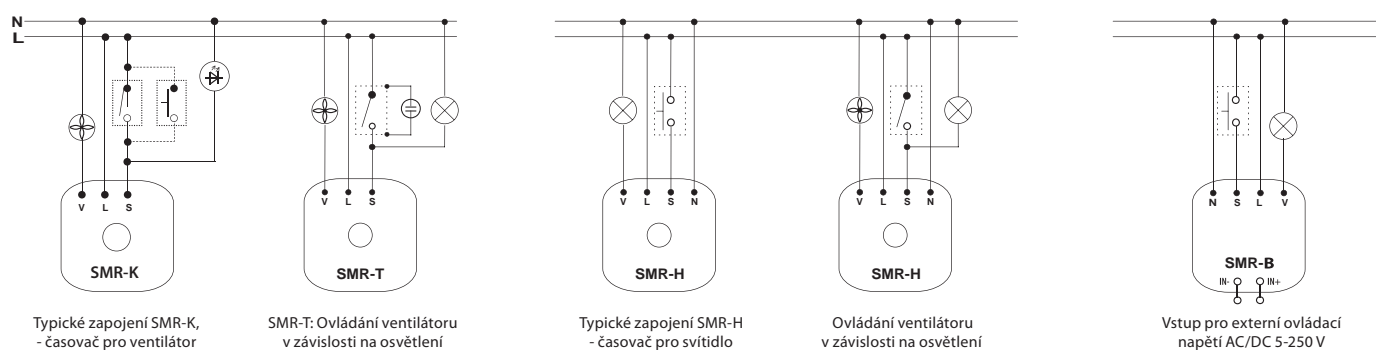 N
L
V L S
SMR-K
V L S
SMR-T
V L S N
SMR-H
V L S N
SMR-H
N S L V
SMR-B
IN- IN+
Typické zapojení SMR-K,
- časovač pro ventilátor
SMR-T: Ovládání ventilátoru
v závislosti na osvětlení
Typické zapojení SMR-H
- časovač pro svítidlo
Ovládání ventilátoru
v závislosti na osvětlení
Vstup pro externí ovládací
napětí AC/DC 5-250 V